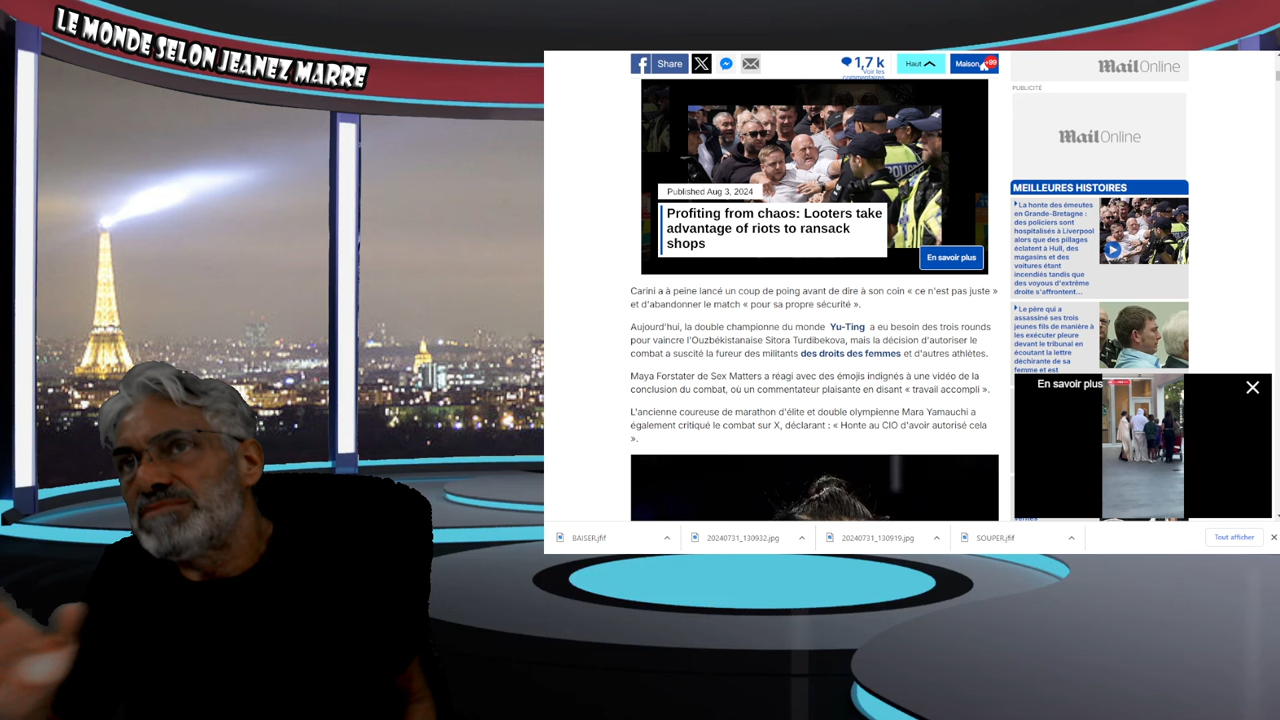 LE MONDE SELON JEANEZ MARRE
Share
1,7 k
Voir les
commentaires
Haut
Maison
+99
MailOnline
PUBLICITÉ
MailOnline
POLICE
Published Aug 3, 2024
Profiting from chaos: Looters take
advantage of riots to ransack
shops
En savoir plus
Carini a à peine lancé un coup de poing avant de dire à son coin « ce n'est pas juste »
et d'abandonner le match « pour sa propre sécurité ».
Aujourd'hui, la double championne du monde Yu-Ting a eu besoin des trois rounds
pour vaincre l'Ouzbékistanaise Sitora Turdibekova, mais la décision d'autoriser le
combat a suscité la fureur des militants des droits des femmes et d'autres athlètes.
Maya Forstater de Sex Matters a réagi avec des émojis indignés à une vidéo de la
conclusion du combat, où un commentateur plaisante en disant « travail accompli ».
L'ancienne coureuse de marathon d'élite et double olympienne Mara Yamauchi a
également critiqué le combat sur X, déclarant : « Honte au CIO d'avoir autorisé cela
».
MEILLEURES HISTOIRES
La honte des émeutes
en Grande-Bretagne :
des policiers sont
hospitalisés à Liverpool
alors que des pillages
éclatent à Hull, des
magasins et des
voitures étant
incendiés tandis que
des voyous d'extrême
droite s'affrontent...
Le père qui a
assassiné ses trois
jeunes fils de manière à
les exécuter pleure
devant le tribunal en
écoutant la lettre
déchirante de sa
femme et est
En savoir plus
BAISER.jfif
20240731_130932.jpg
20240731_130919.jpg
SOUPER.jfif
Tout afficher